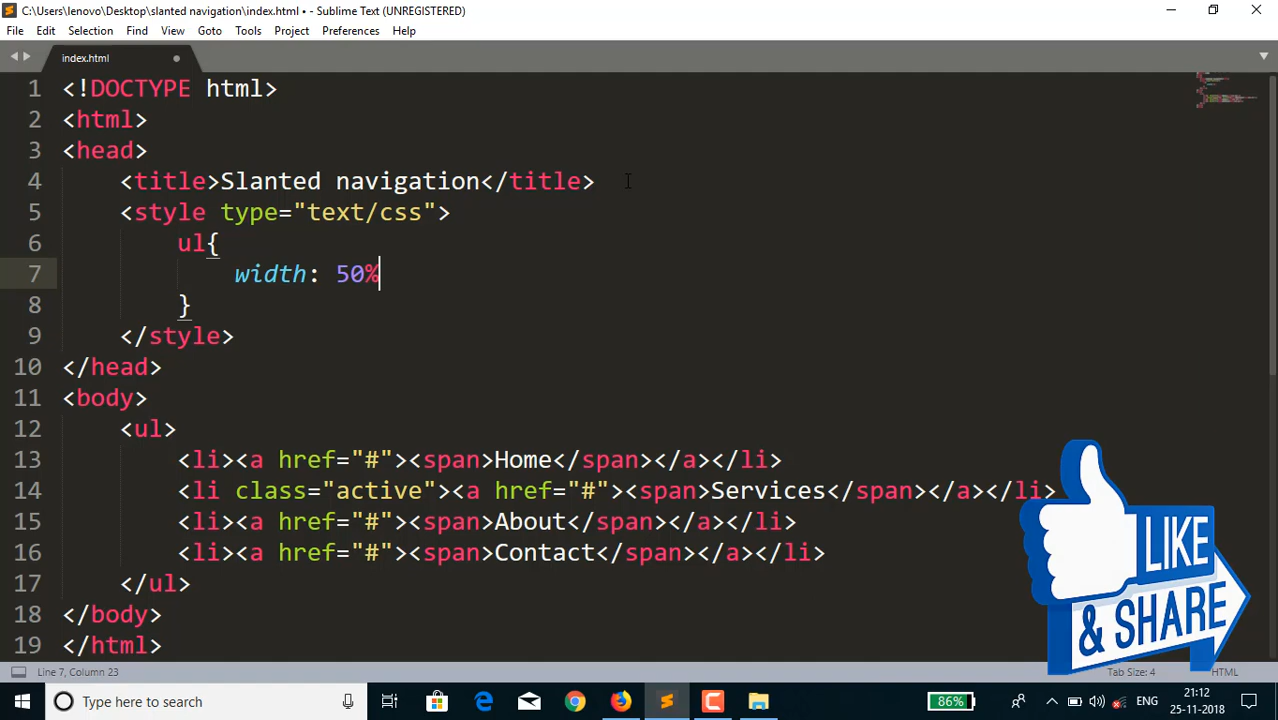 C:\Users\lenovo\Desktop\slanted navigation\index.html • - Sublime Text (UNREGISTERED)
File Edit Selection Find View Goto Tools Project Preferences Help
index.html
1 <!DOCTYPE html>
2 <html>
3 <head>
4 <title>Slanted navigation</title>
5 <style type="text/css">
6 ul{
7 width: 50%
8 }
9 </style>
10 </head>
11 <body>
12 <ul>
13 <li><a href="#"><span>Home</span></a></li>
14 <li class="active"><a href="#"><span>Services</span></a></li>
15 <li><a href="#"><span>About</span></a></li>
16 <li><a href="#"><span>Contact</span></a></li>
17 </ul>
18 </body>
19 </html>
LIKE
& SHARE
Line 7, Column 23
Tab Size: 4
HTML
Type here to search
86%
ENG
21:12
25-11-2018